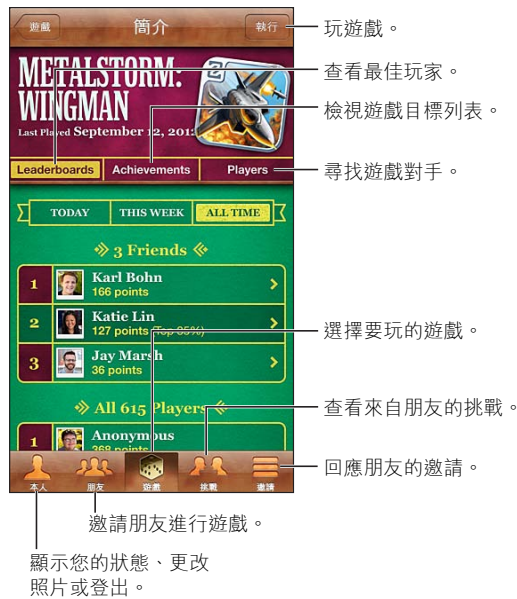 遊戲
簡介
執行
玩遊戲。
METALSTORM:
WINGMAN
查看最佳玩家。
檢視遊戲目標列表。
Last Played September 12, 2012
Leaderboards
Achievements
Players
尋找遊戲對手。
TODAY
THIS WEEK
ALL TIME
3 Friends
1
Karl Bohn
166 points
2
Katie Lin
127 points (Top 35%)
選擇要玩的遊戲。
3
Jay Marsh
36 points
All 615 Players
查看來自朋友的挑戰。
1
Anonymous
368 points
本人
朋友
遊戲
挑戰
邀請
回應朋友的邀請。
邀請朋友進行遊戲。
顯示您的狀態、更改
照片或登出。